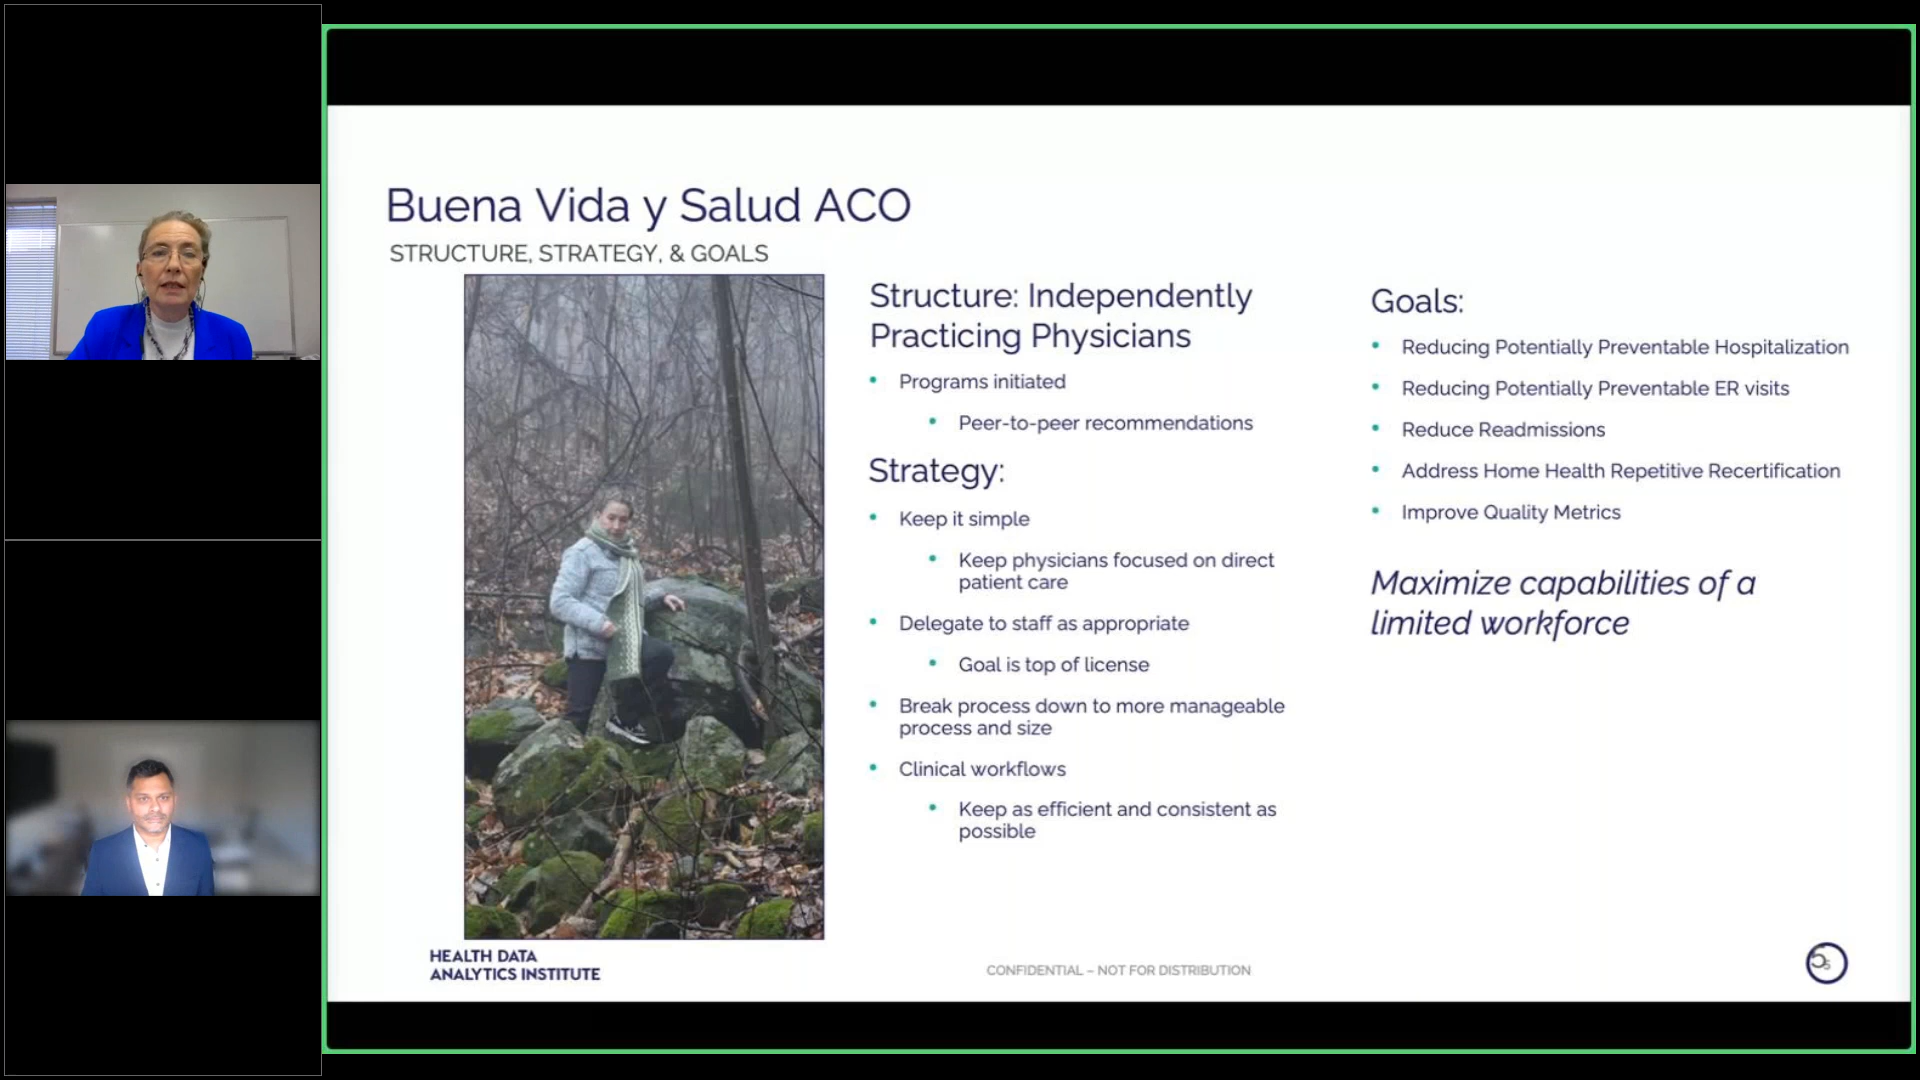 Buena Vida y Salud ACO
STRUCTURE, STRATEGY, & GOALS
Structure: Independently
Practicing Physicians
• Programs initiated
• Peer-to-peer recommendations
Strategy:
• Keep it simple
• Keep physicians focused on direct
patient care
• Delegate to staff as appropriate
• Goal is top of license
• Break process down to more manageable
process and size
• Clinical workflows
• Keep as efficient and consistent as
possible
Goals:
• Reducing Potentially Preventable Hospitalization
• Reducing Potentially Preventable ER visits
• Reduce Readmissions
• Address Home Health Repetitive Recertification
• Improve Quality Metrics
Maximize capabilities of a
limited workforce
HEALTH DATA
ANALYTICS INSTITUTE
CONFIDENTIAL – NOT FOR DISTRIBUTION
5
5